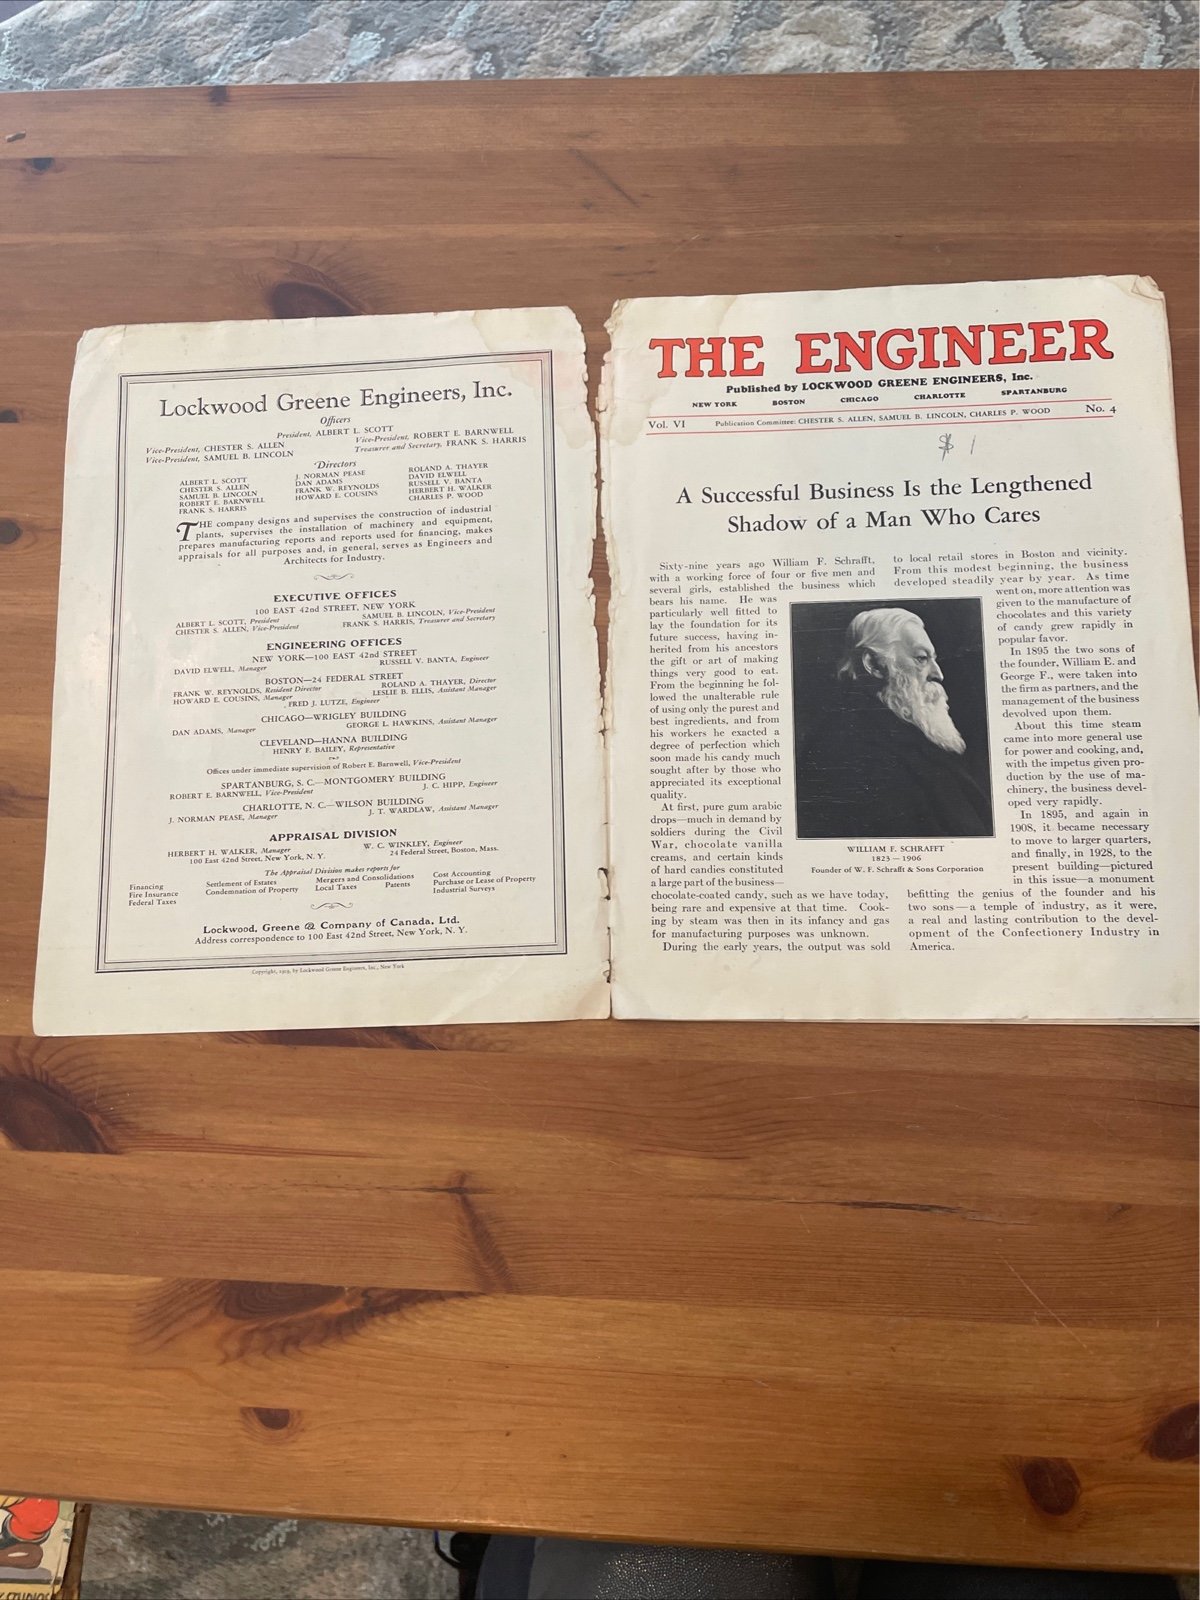 Lockwood Greene Engineers, Inc.
Officers
President, ALBERT L. SCOTT
Vice-President, CHESTER S. ALLEN Vice-President, ROBERT E. BARNWELL
Vice-President, SAMUEL B. LINCOLN Treasurer and Secretary, FRANK S. HARRIS
Directors
ALBERT L. SCOTT J. NORMAN PEASE ROLAND A. THAYER
CHESTER S. ALLEN DAN ADAMS DAVID ELWELL
SAMUEL B. LINCOLN FRANK W. REYNOLDS RUSSELL V. BANTA
ROBERT E. BARNWELL HOWARD E. COUSINS HERBERT H. WALKER
FRANK S. HARRIS CHARLES P. WOOD
THE company designs and supervises the construction of industrial
plants, supervises the installation of machinery and equipment,
prepares manufacturing reports and reports used for financing, makes
appraisals for all purposes and, in general, serves as Engineers and
Architects for Industry.
EXECUTIVE OFFICES
100 EAST 42nd STREET, NEW YORK
ALBERT L. SCOTT, President SAMUEL B. LINCOLN, Vice-President
CHESTER S. ALLEN, Vice-President FRANK S. HARRIS, Treasurer and Secretary
ENGINEERING OFFICES
NEW YORK—100 EAST 42nd STREET
DAVID ELWELL, Manager RUSSELL V. BANTA, Engineer
BOSTON—24 FEDERAL STREET
FRANK W. REYNOLDS, Resident Director ROLAND A. THAYER, Director
HOWARD E. COUSINS, Manager LESLIE B. ELLIS, Assistant Manager
FRED J. LUTZE, Engineer
CHICAGO—WRIGLEY BUILDING
DAN ADAMS, Manager GEORGE L. HAWKINS, Assistant Manager
CLEVELAND—HANNA BUILDING
HENRY F. BAILEY, Representative
Offices under immediate supervision of Robert E. Barnwell, Vice-President
SPARTANBURG, S. C.—MONTGOMERY BUILDING
ROBERT E. BARNWELL, Vice-President J. C. HIPP, Engineer
CHARLOTTE, N. C.—WILSON BUILDING
J. NORMAN PEASE, Manager J. T. WARDLAW, Assistant Manager
APPRAISAL DIVISION
HERBERT H. WALKER, Manager W. C. WINKLEY, Engineer
100 East 42nd Street, New York, N. Y. 24 Federal Street, Boston, Mass.
The Appraisal Division makes reports for
Financing Settlement of Estates Mergers and Consolidations Cost Accounting
Fire Insurance Condemnation of Property Local Taxes Patents Purchase or Lease of Property
Federal Taxes Industrial Surveys
Lockwood, Greene & Company of Canada, Ltd.
Address correspondence to 100 East 42nd Street, New York, N. Y.
Copyright, 1929, by Lockwood Greene Engineers, Inc., New York
THE ENGINEER
Published by LOCKWOOD GREENE ENGINEERS, Inc.
NEW YORK BOSTON CHICAGO CHARLOTTE SPARTANBURG
Vol. VI Publication Committee: CHESTER S. ALLEN, SAMUEL B. LINCOLN, CHARLES P. WOOD No. 4
$ 1
A Successful Business Is the Lengthened
Shadow of a Man Who Cares
Sixty-nine years ago William F. Schrafft,
with a working force of four or five men and
several girls, established the business which
bears his name. He was
particularly well fitted to
lay the foundation for its
future success, having in-
herited from his ancestors
the gift or art of making
things very good to eat.
From the beginning he fol-
lowed the unalterable rule
of using only the purest and
best ingredients, and from
his workers he exacted a
degree of perfection which
soon made his candy much
sought after by those who
appreciated its exceptional
quality.
At first, pure gum arabic
drops—much in demand by
soldiers during the Civil
War, chocolate vanilla
creams, and certain kinds
of hard candies constituted
a large part of the business—
chocolate-coated candy, such as we have today,
being rare and expensive at that time. Cook-
ing by steam was then in its infancy and gas
for manufacturing purposes was unknown.
During the early years, the output was sold
to local retail stores in Boston and vicinity.
From this modest beginning, the business
developed steadily year by year. As time
went on, more attention was
given to the manufacture of
chocolates and this variety
of candy grew rapidly in
popular favor.
In 1895 the two sons of
the founder, William E. and
George F., were taken into
the firm as partners, and the
management of the business
devolved upon them.
About this time steam
came into more general use
for power and cooking, and,
with the impetus given pro-
duction by the use of ma-
chinery, the business devel-
oped very rapidly.
In 1895, and again in
1908, it became necessary
to move to larger quarters,
and finally, in 1928, to the
present building—pictured
in this issue—a monument
befitting the genius of the founder and his
two sons—a temple of industry, as it were,
a real and lasting contribution to the devel-
opment of the Confectionery Industry in
America.
WILLIAM F. SCHRAFFT
1823 — 1906
Founder of W. F. Schrafft & Sons Corporation